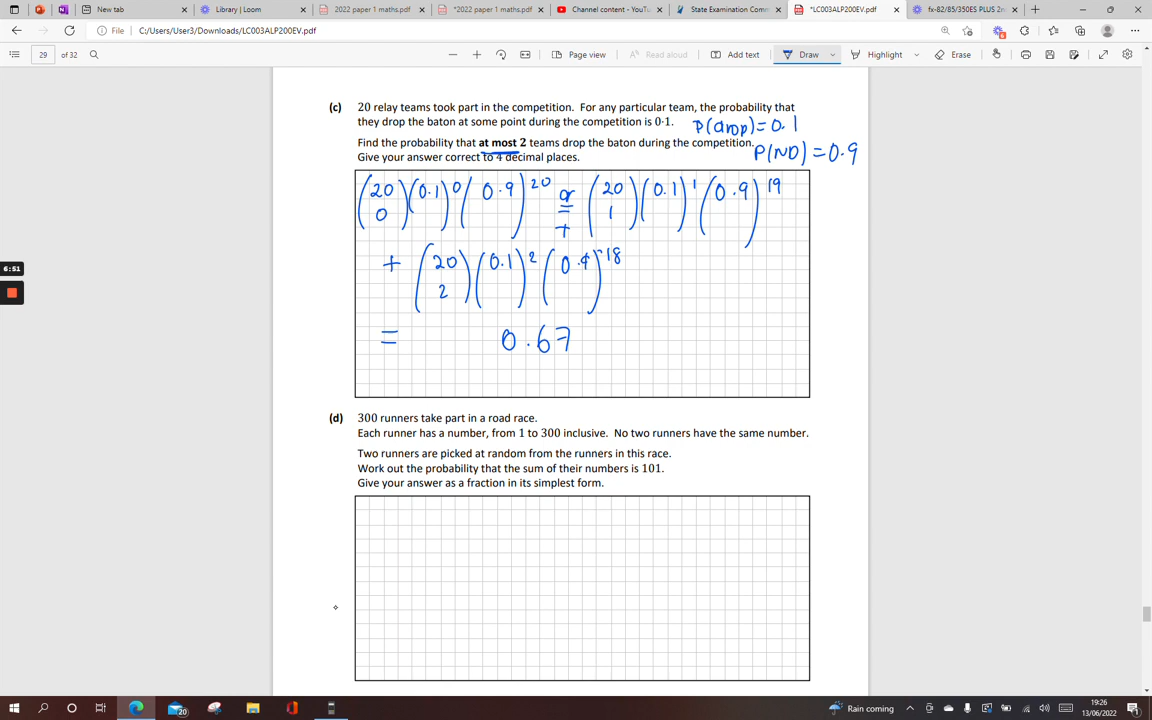 New tab
Library | Loom
2022 paper 1 maths.pdf
*2022 paper 1 maths.pdf
Channel content - YouTu
State Examination Com
*LC003ALP200EV.pdf
fx-82/85/350ES PLUS 2n
File
C:/Users/User3/Downloads/LC003ALP200EV.pdf
29 of 32
Page view
Read aloud
Add text
Draw
Highlight
Erase
(c) 20 relay teams took part in the competition. For any particular team, the probability that
they drop the baton at some point during the competition is 0·1.
P(drop)=0.1
Find the probability that at most 2 teams drop the baton during the competition.
P(ND)=0.9
Give your answer correct to 4 decimal places.
(20 0)(0.1)^0(0.9)^20 or + (20 1)(0.1)^1(0.9)^19
+ (20 2)(0.1)^2(0.9)^18
= 0.67
6:51
(d) 300 runners take part in a road race.
Each runner has a number, from 1 to 300 inclusive. No two runners have the same number.
Two runners are picked at random from the runners in this race.
Work out the probability that the sum of their numbers is 101.
Give your answer as a fraction in its simplest form.
20
Rain coming
19:26
13/06/2022